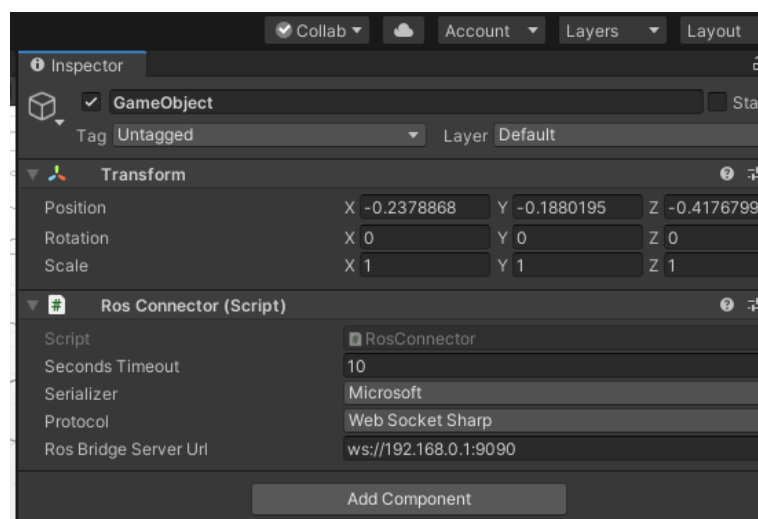 Collab Account Layers Layout
Inspector
GameObject Sta
Tag Untagged Layer Default
Transform
Position X -0.2378868 Y -0.1880195 Z -0.4176799
Rotation X 0 Y 0 Z 0
Scale X 1 Y 1 Z 1
# Ros Connector (Script)
Script # RosConnector
Seconds Timeout 10
Serializer Microsoft
Protocol Web Socket Sharp
Ros Bridge Server Url ws://192.168.0.1:9090
Add Component